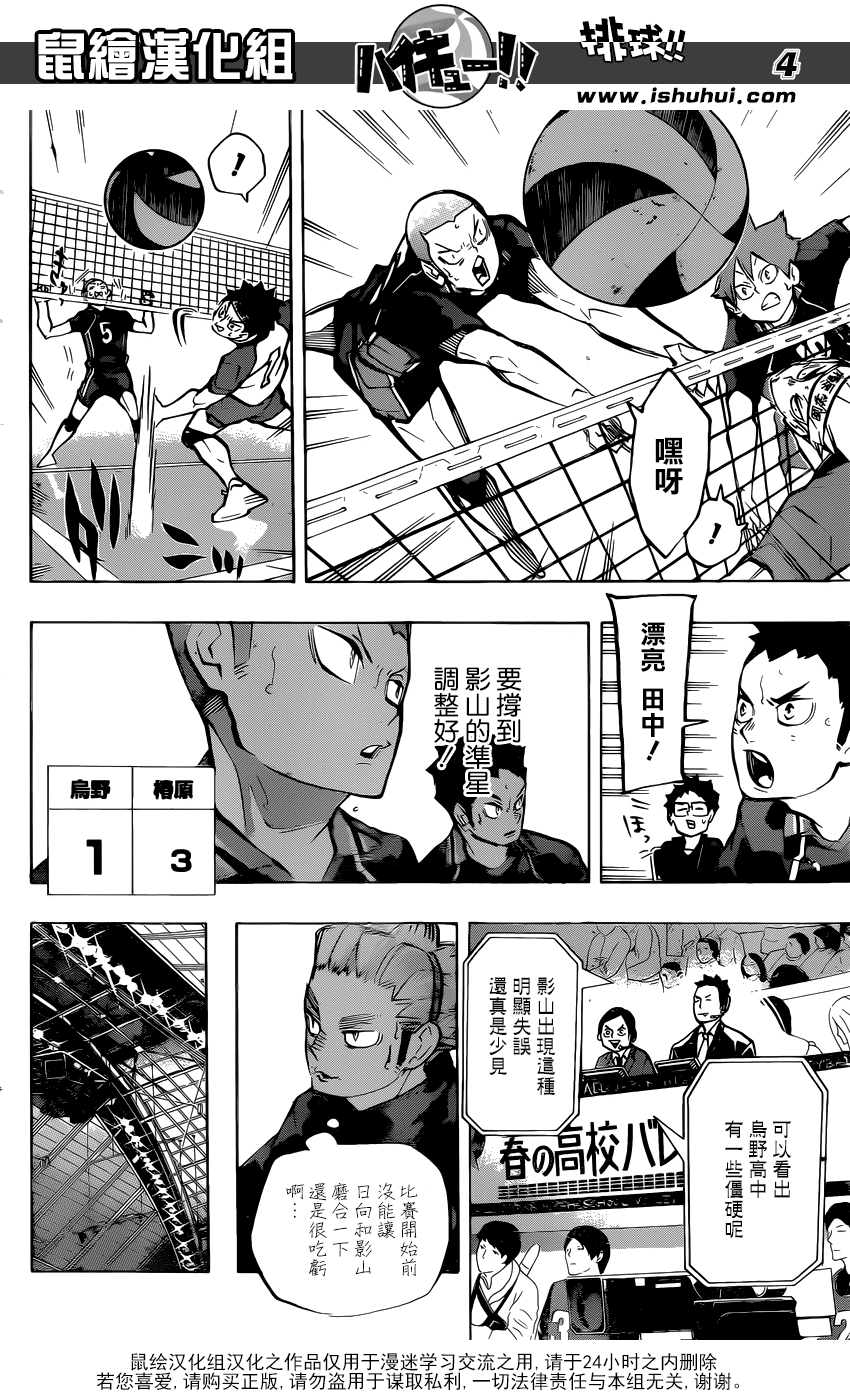 鼠繪漢化組
ハイキュー!!
排球!!
4
www.ishuhui.com
嘿呀
!
!
5
ダッ
漂亮
田中！
ほっ
要撐到
影山的準星
調整好！
烏野
椿原
1
3
可以看出
烏野高中
有一些僵硬呢
影山出現這種
明顯失誤
還真是少見
春の高校バレ
比賽開始前
沒能讓
日向和影山
磨合一下
還是很吃虧
啊…
鼠绘汉化组汉化之作品仅用于漫迷学习交流之用，请于24小时之内删除
若您喜爱，请购买正版，请勿盗用于谋取私利，一切法律责任与本组无关，谢谢。